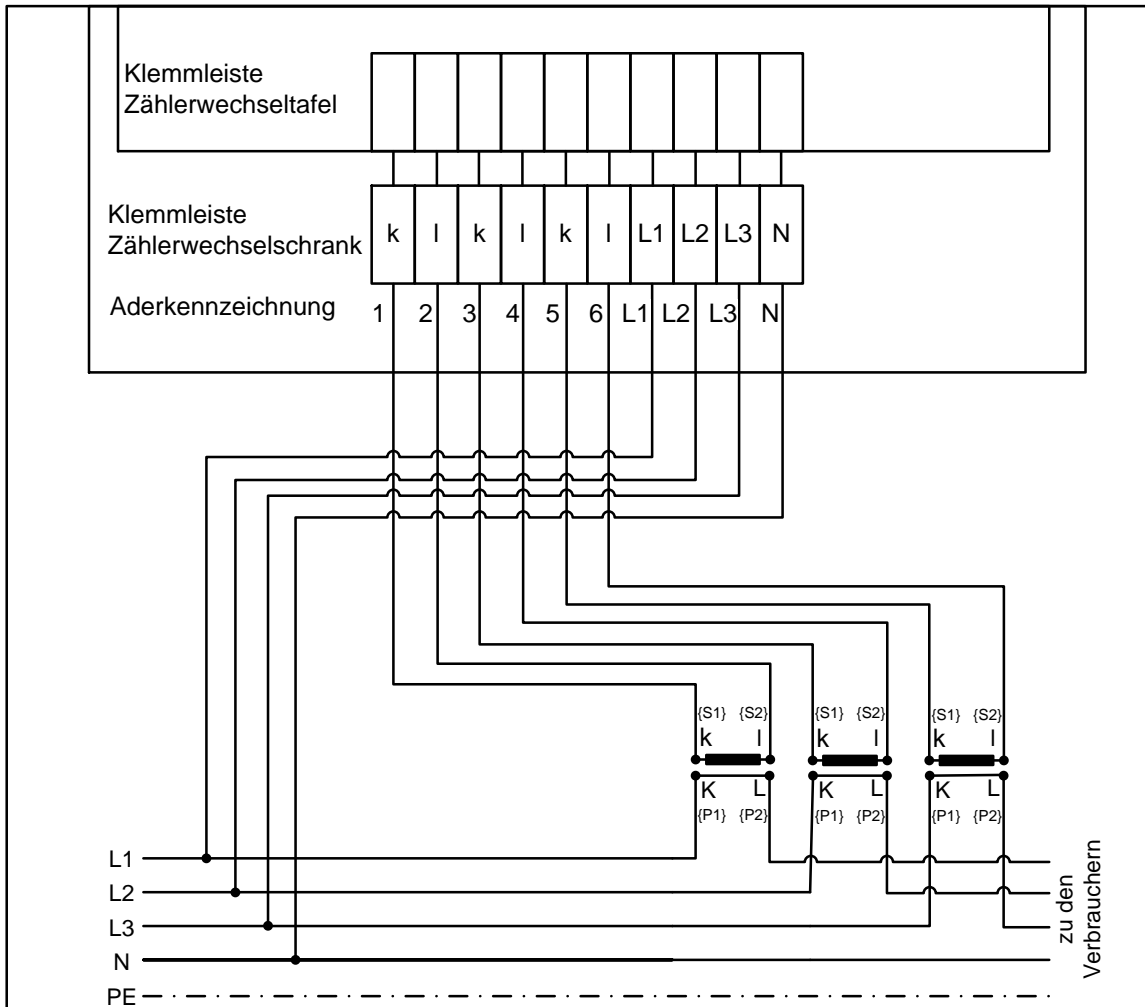 Klemmleiste
Zählerwechseltafel
Klemmleiste
Zählerwechselschrank
k l k l k l L1 L2 L3 N
Aderkennzeichnung
1 2 3 4 5 6 L1 L2 L3 N
{S1} {S2} {S1} {S2} {S1} {S2}
k l k l k l
K L K L K L
{P1} {P2} {P1} {P2} {P1} {P2}
L1
L2
L3
N
PE
zu den
Verbrauchern